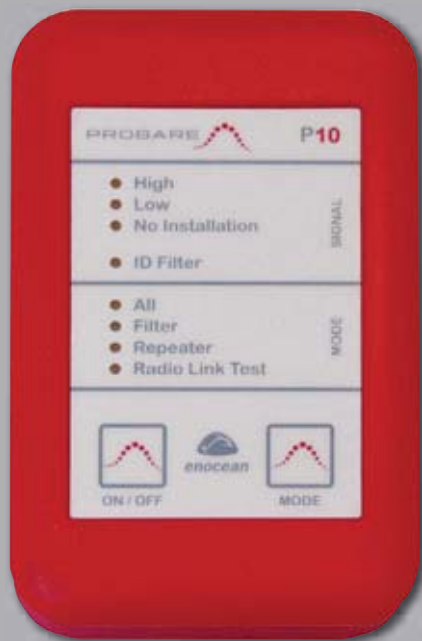 PROBARE P10
High
Low
No Installation
ID Filter
SIGNAL
All
Filter
Repeater
Radio Link Test
MODE
enocean
ON / OFF MODE